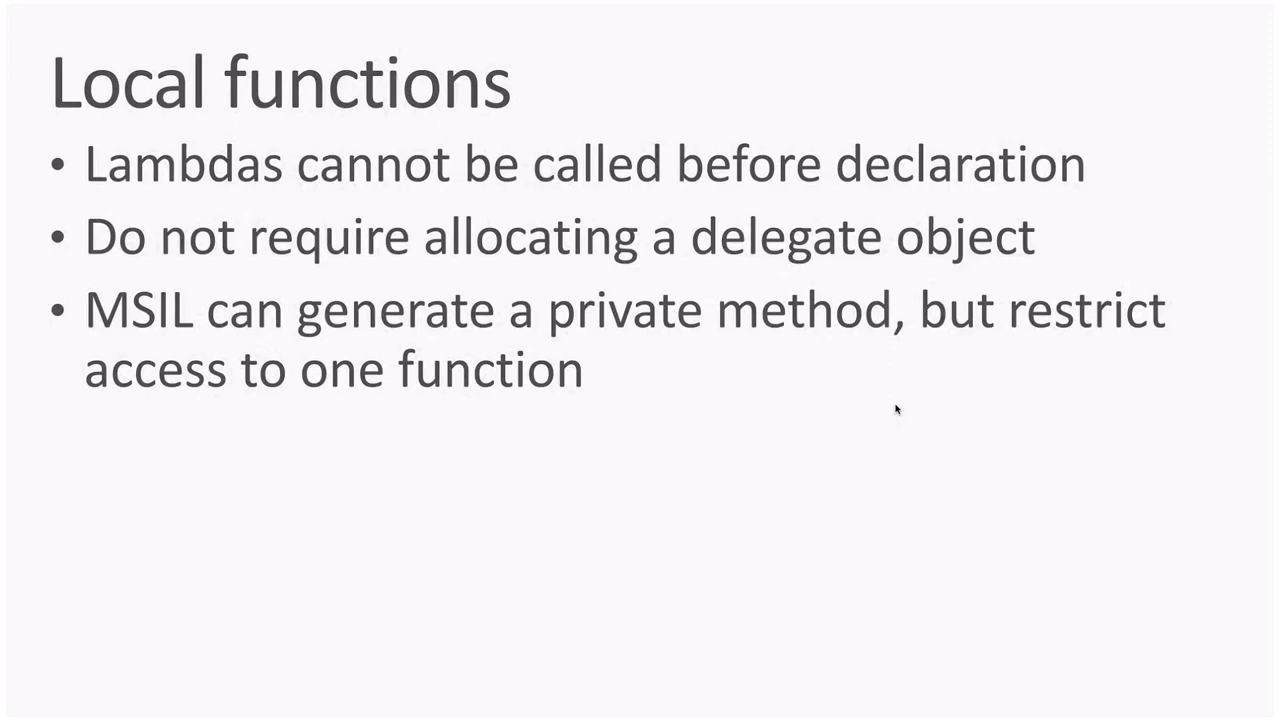 Local functions
• Lambdas cannot be called before declaration
• Do not require allocating a delegate object
• MSIL can generate a private method, but restrict
access to one function